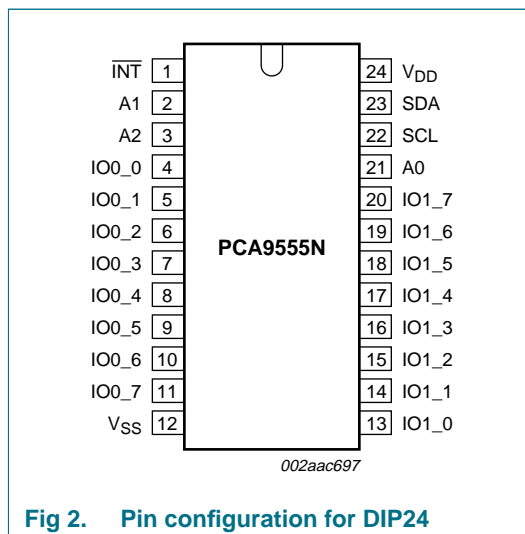 INT 1 24 VDD
A1 2 23 SDA
A2 3 22 SCL
IO0_0 4 21 A0
IO0_1 5 20 IO1_7
IO0_2 6 19 IO1_6
PCA9555N
IO0_3 7 18 IO1_5
IO0_4 8 17 IO1_4
IO0_5 9 16 IO1_3
IO0_6 10 15 IO1_2
IO0_7 11 14 IO1_1
VSS 12 13 IO1_0
002aac697
Fig 2. Pin configuration for DIP24